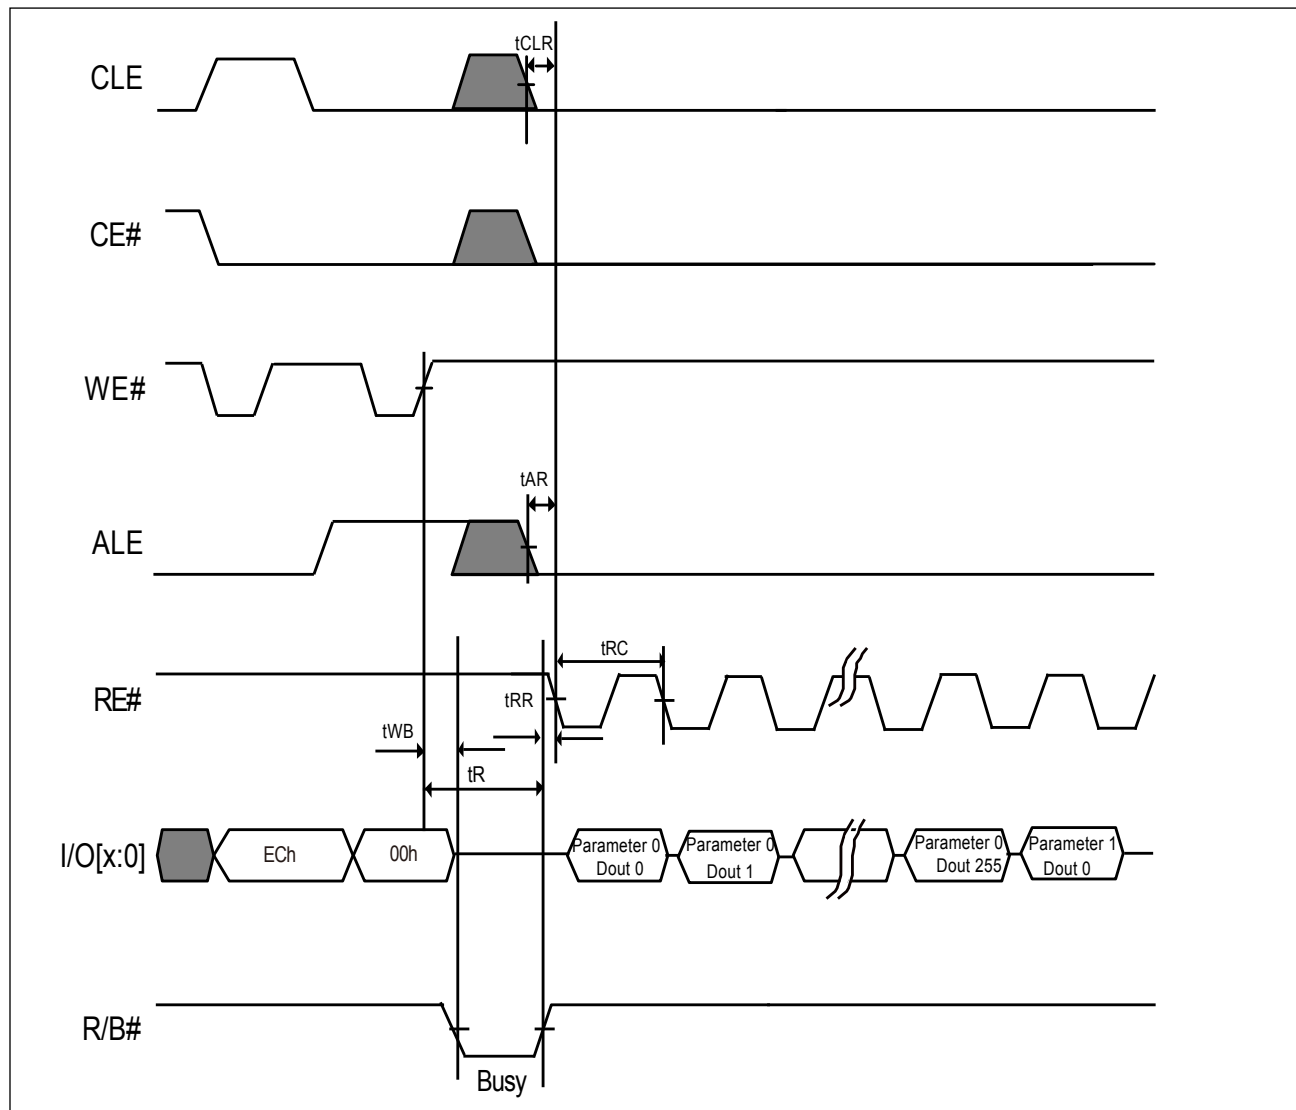 tCLR
CLE
CE#
WE#
tAR
ALE
tRC
RE#
tRR
tWB
tR
I/O[x:0]
ECh
00h
Parameter 0
Dout 0
Parameter 0
Dout 1
Parameter 0
Dout 255
Parameter 1
Dout 0
R/B#
Busy